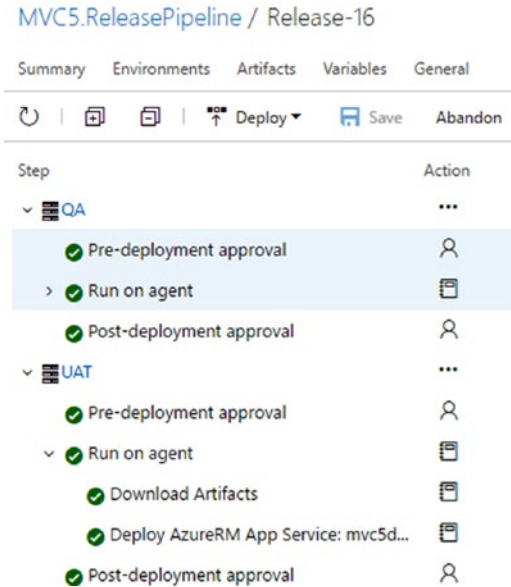 MVC5.ReleasePipeline / Release-16
Summary Environments Artifacts Variables General
Deploy Save Abandon
Step Action
QA ...
Pre-deployment approval
Run on agent
Post-deployment approval
UAT ...
Pre-deployment approval
Run on agent
Download Artifacts
Deploy AzureRM App Service: mvc5d...
Post-deployment approval